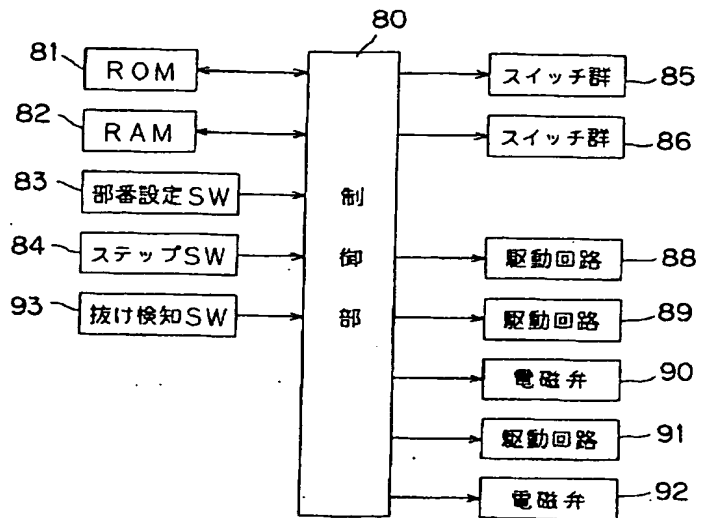 80
81 ROM
82 RAM
83 部番設定SW
84 ステップSW
93 抜け検知SW
制御部
スイッチ群 85
スイッチ群 86
駆動回路 88
駆動回路 89
電磁弁 90
駆動回路 91
電磁弁 92